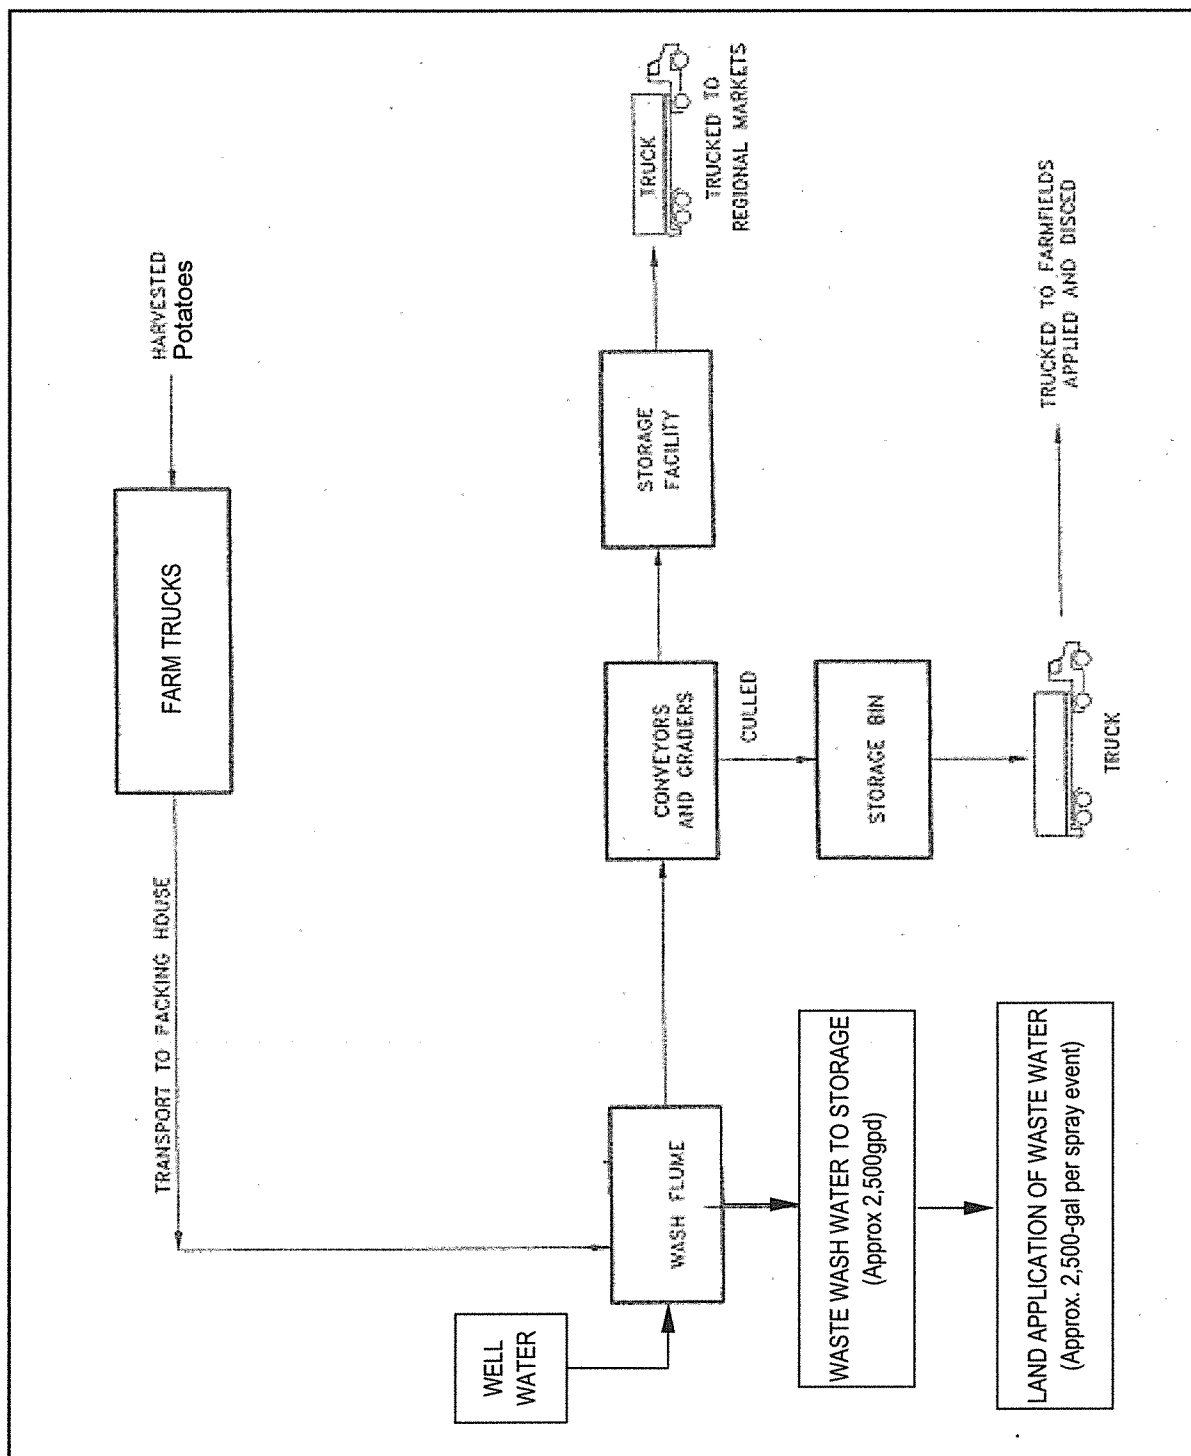 HARVESTED
Potatoes
FARM TRUCKS
TRANSPORT TO PACKING HOUSE
WELL
WATER
WASH FLUME
CONVEYORS
AND GRADERS
STORAGE
FACILITY
TRUCK
TRUCKED TO
REGIONAL MARKETS
CULLED
STORAGE BIN
TRUCK
TRUCKED TO FARMFIELDS
APPLIED AND DISCED
WASTE WASH WATER TO STORAGE
(Approx 2,500gpd)
LAND APPLICATION OF WASTE WATER
(Approx. 2,500-gal per spray event)